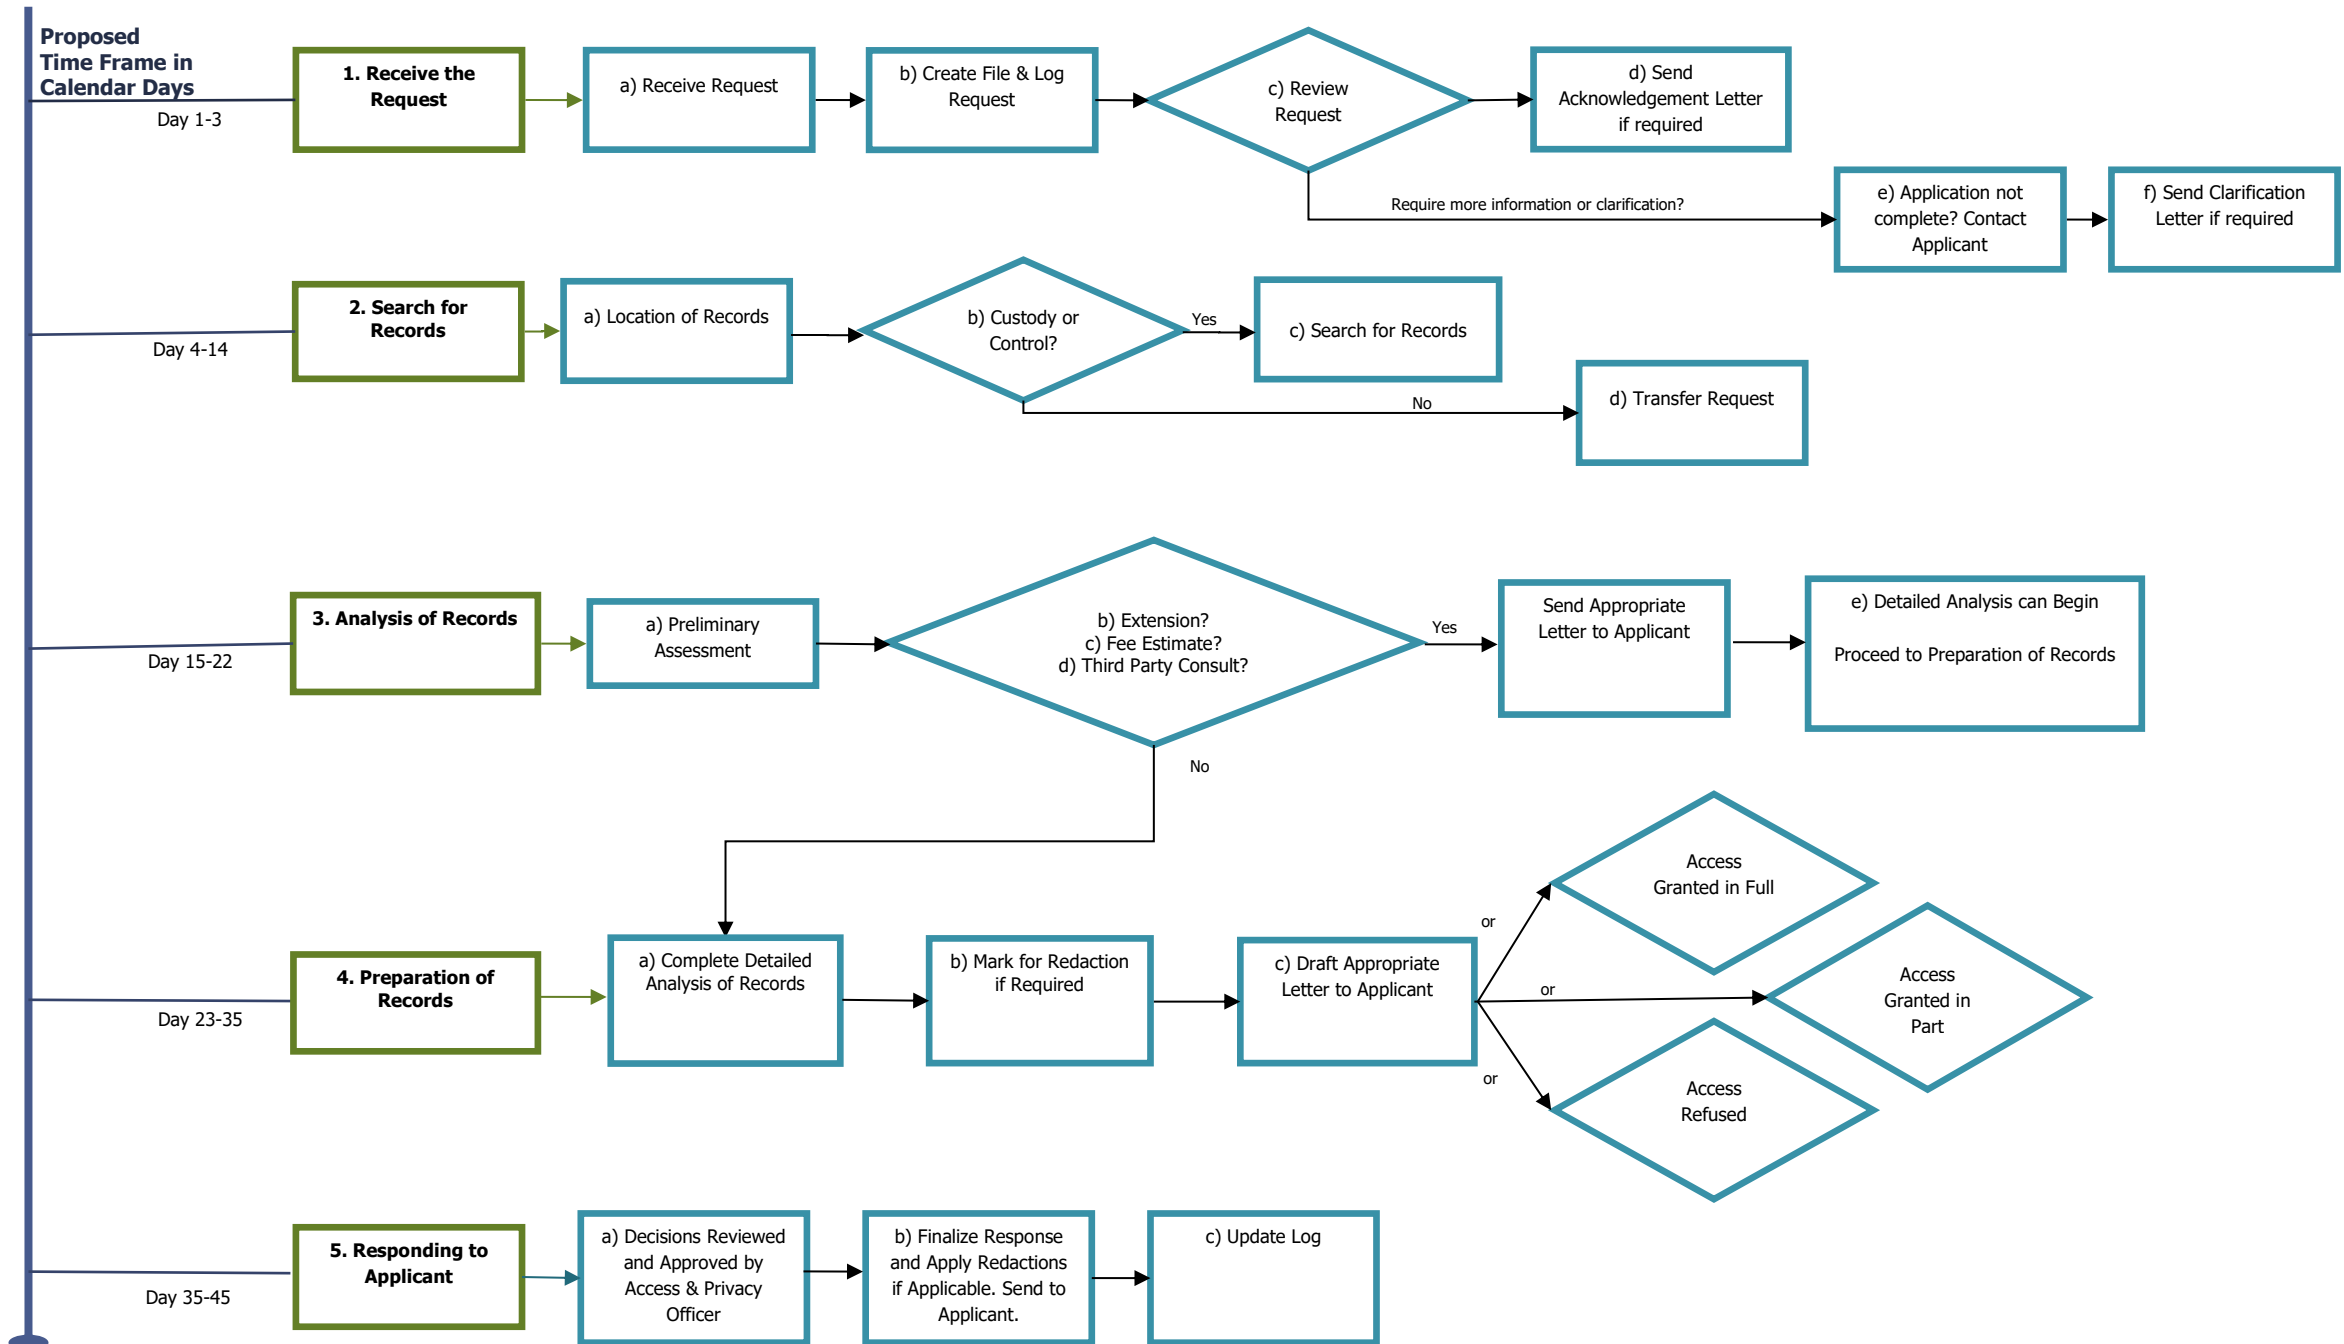 Proposed
Time Frame in
Calendar Days
Day 1-3
1. Receive the
Request
a) Receive Request
b) Create File & Log
Request
c) Review
Request
d) Send
Acknowledgement Letter
if required
Require more information or clarification?
e) Application not
complete? Contact
Applicant
f) Send Clarification
Letter if required
Day 4-14
2. Search for
Records
a) Location of Records
b) Custody or
Control?
Yes
c) Search for Records
No
d) Transfer Request
Day 15-22
3. Analysis of Records
a) Preliminary
Assessment
b) Extension?
c) Fee Estimate?
d) Third Party Consult?
Yes
Send Appropriate
Letter to Applicant
e) Detailed Analysis can Begin
Proceed to Preparation of Records
No
Day 23-35
4. Preparation of
Records
a) Complete Detailed
Analysis of Records
b) Mark for Redaction
if Required
c) Draft Appropriate
Letter to Applicant
or
Access
Granted in Full
or
Access
Granted in
Part
or
Access
Refused
Day 35-45
5. Responding to
Applicant
a) Decisions Reviewed
and Approved by
Access & Privacy
Officer
b) Finalize Response
and Apply Redactions
if Applicable. Send to
Applicant.
c) Update Log